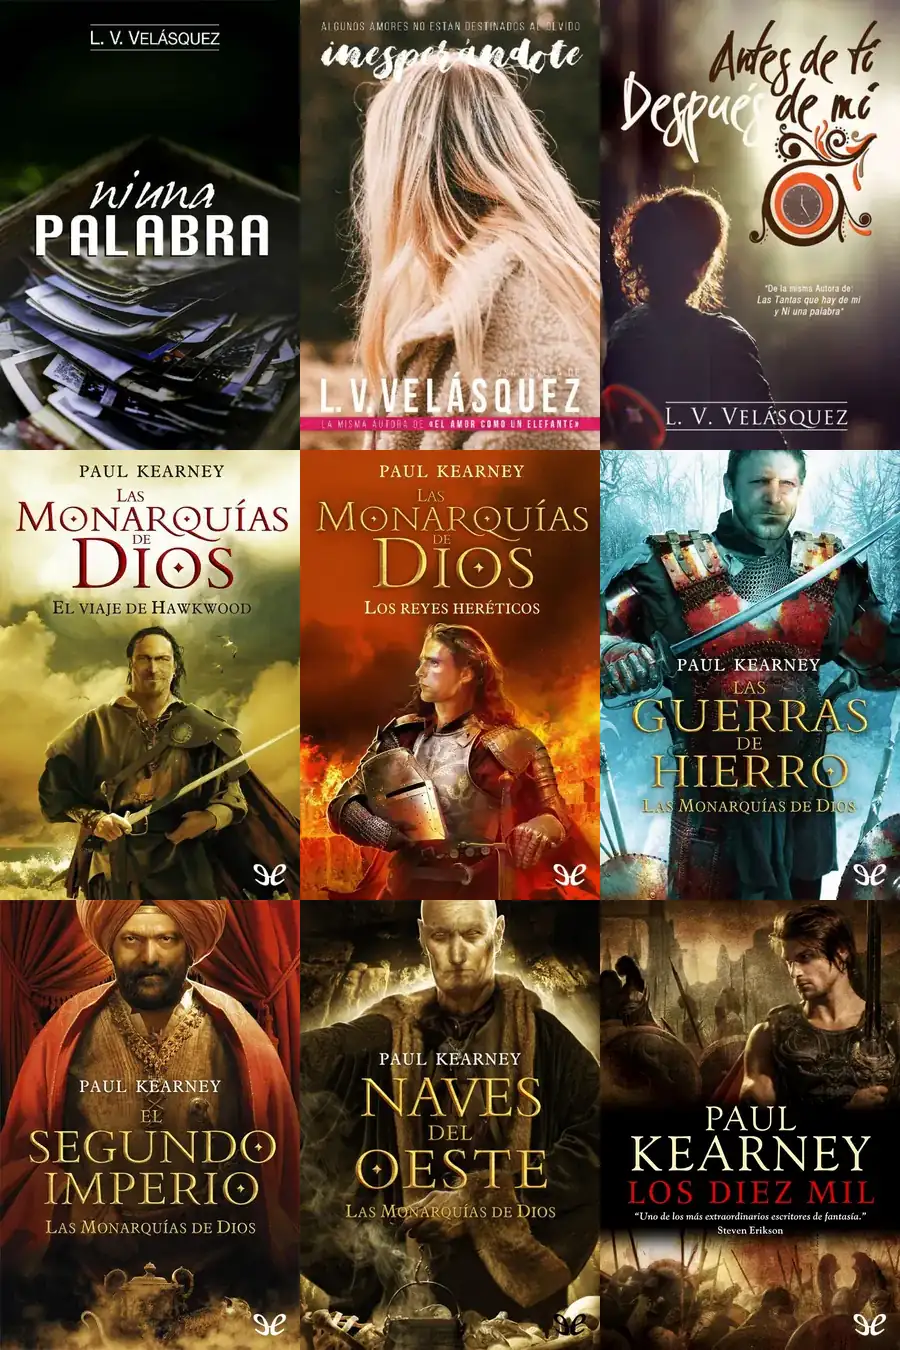 L. V. VELÁSQUEZ
ni una
PALABRA
ALGUNOS AMORES NO ESTÁN DESTINADOS AL OLVIDO
inesperándote
UNA NOVELA DE
L. V. VELÁSQUEZ
LA MISMA AUTORA DE «EL AMOR COMO UN ELEFANTE»
Antes de ti
Después de mí
"De la misma Autora de:
Las Tantas que hay de mi
y Ni una palabra"
L. V. VELÁSQUEZ
PAUL KEARNEY
LAS
MONARQUÍAS
DE
DIOS
EL VIAJE DE HAWKWOOD
PAUL KEARNEY
LAS
MONARQUÍAS
DE
DIOS
LOS REYES HERÉTICOS
PAUL KEARNEY
LAS
GUERRAS
DE
HIERRO
LAS MONARQUÍAS DE DIOS
PAUL KEARNEY
EL
SEGUNDO
IMPERIO
LAS MONARQUÍAS DE DIOS
PAUL KEARNEY
NAVES
DEL
OESTE
LAS MONARQUÍAS DE DIOS
PAUL
KEARNEY
LOS DIEZ MIL
"Uno de los más extraordinarios escritores de fantasía."
Steven Erikson